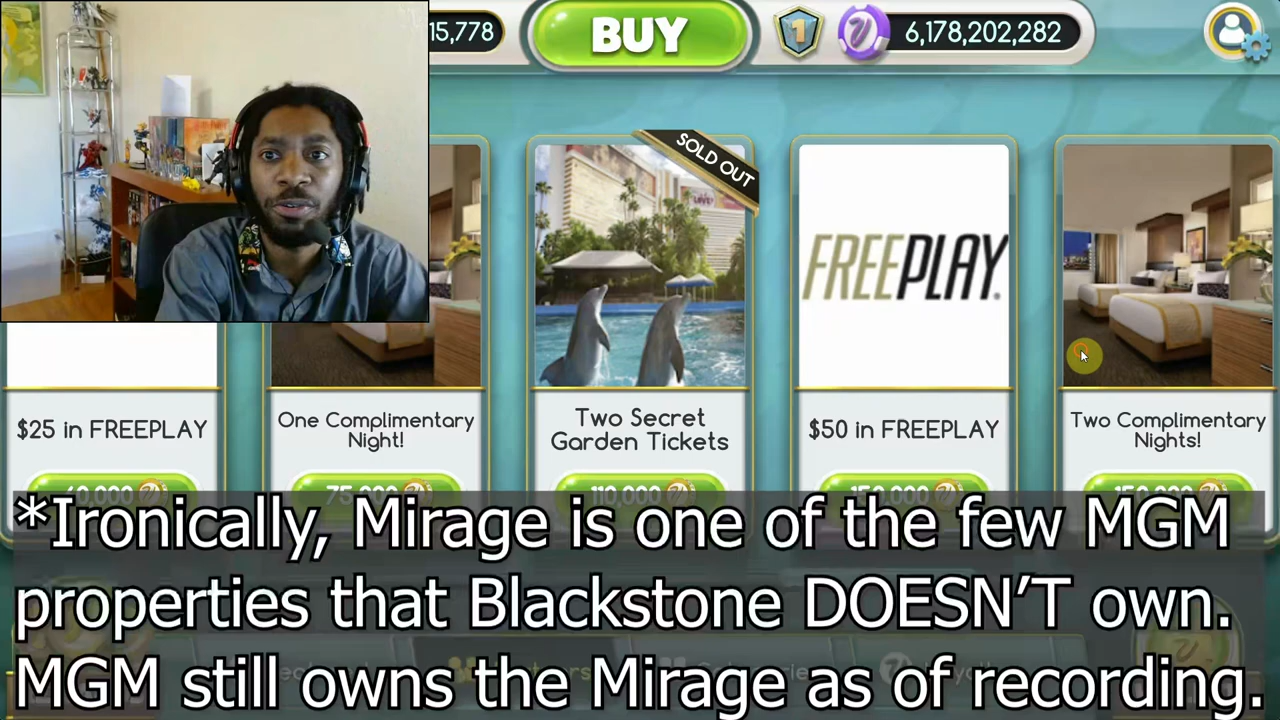 15,778
BUY
1
6,178,202,282
SOLD OUT
FREEPLAY.
$25 in FREEPLAY
One Complimentary
Night!
Two Secret
Garden Tickets
$50 in FREEPLAY
Two Complimentary
Nights!
*Ironically, Mirage is one of the few MGM
properties that Blackstone DOESN'T own.
MGM still owns the Mirage as of recording.